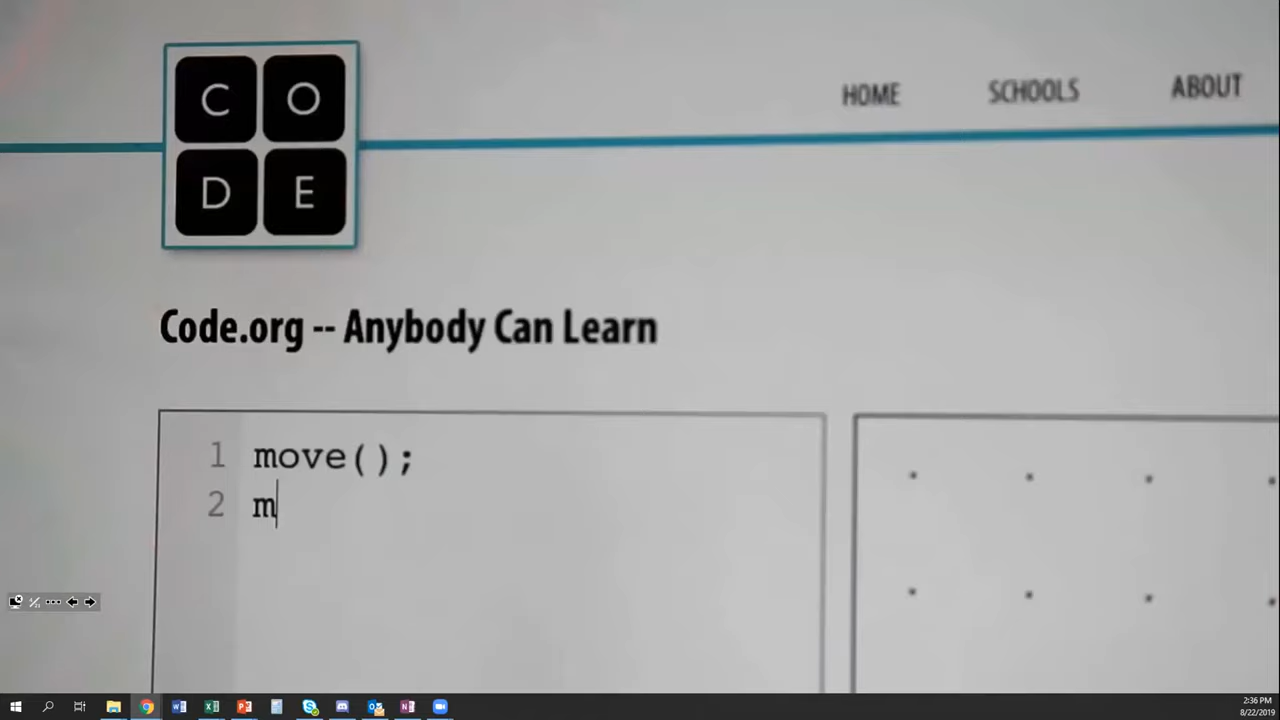 C O
D E
HOME SCHOOLS ABOUT
Code.org -- Anybody Can Learn
1 move();
2 m
2:36 PM
8/22/2019